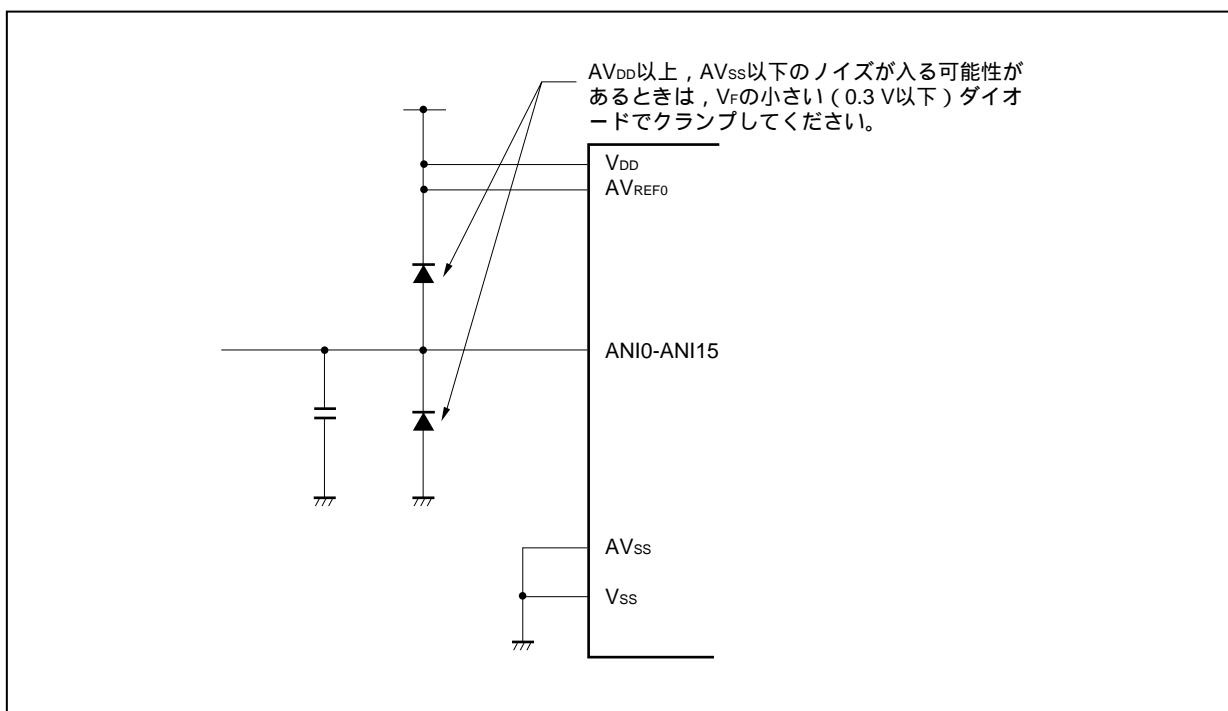 AVDD以上，AVSS以下のノイズが入る可能性が
あるときは，VFの小さい（0.3 V以下）ダイオ
ードでクランプしてください。
VDD
AVREF0
ANI0-ANI15
AVSS
VSS